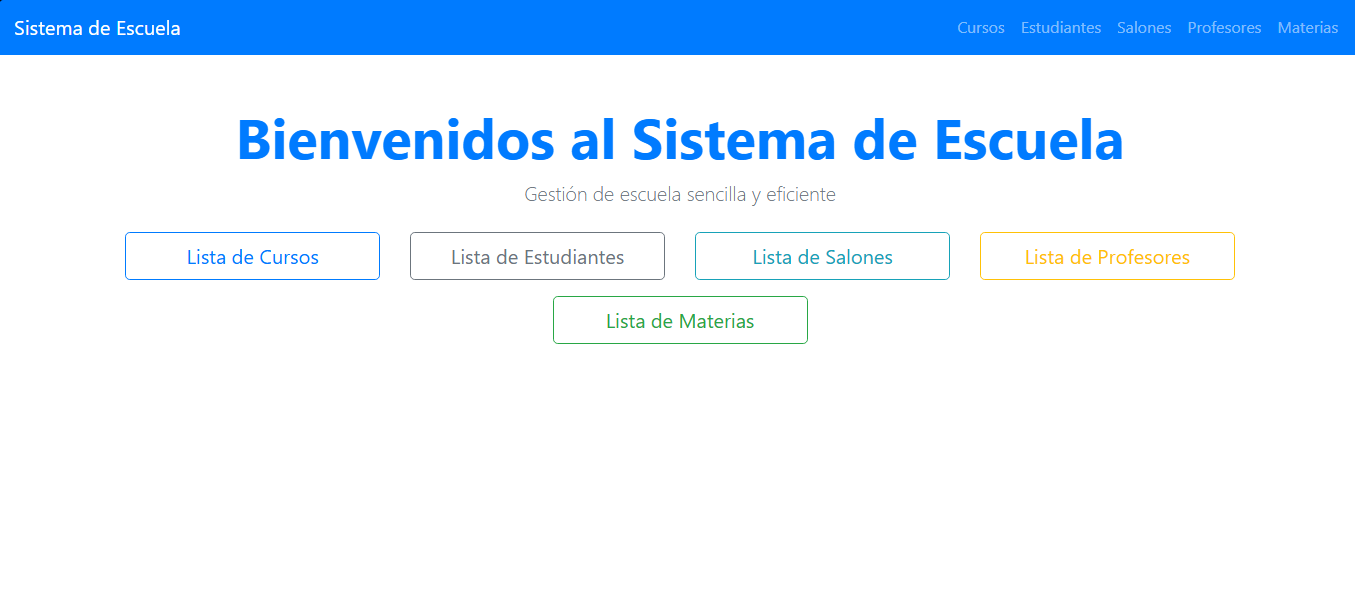 Sistema de Escuela Cursos Estudiantes Salones Profesores Materias
Bienvenidos al Sistema de Escuela
Gestión de escuela sencilla y eficiente
Lista de Cursos Lista de Estudiantes Lista de Salones Lista de Profesores
Lista de Materias